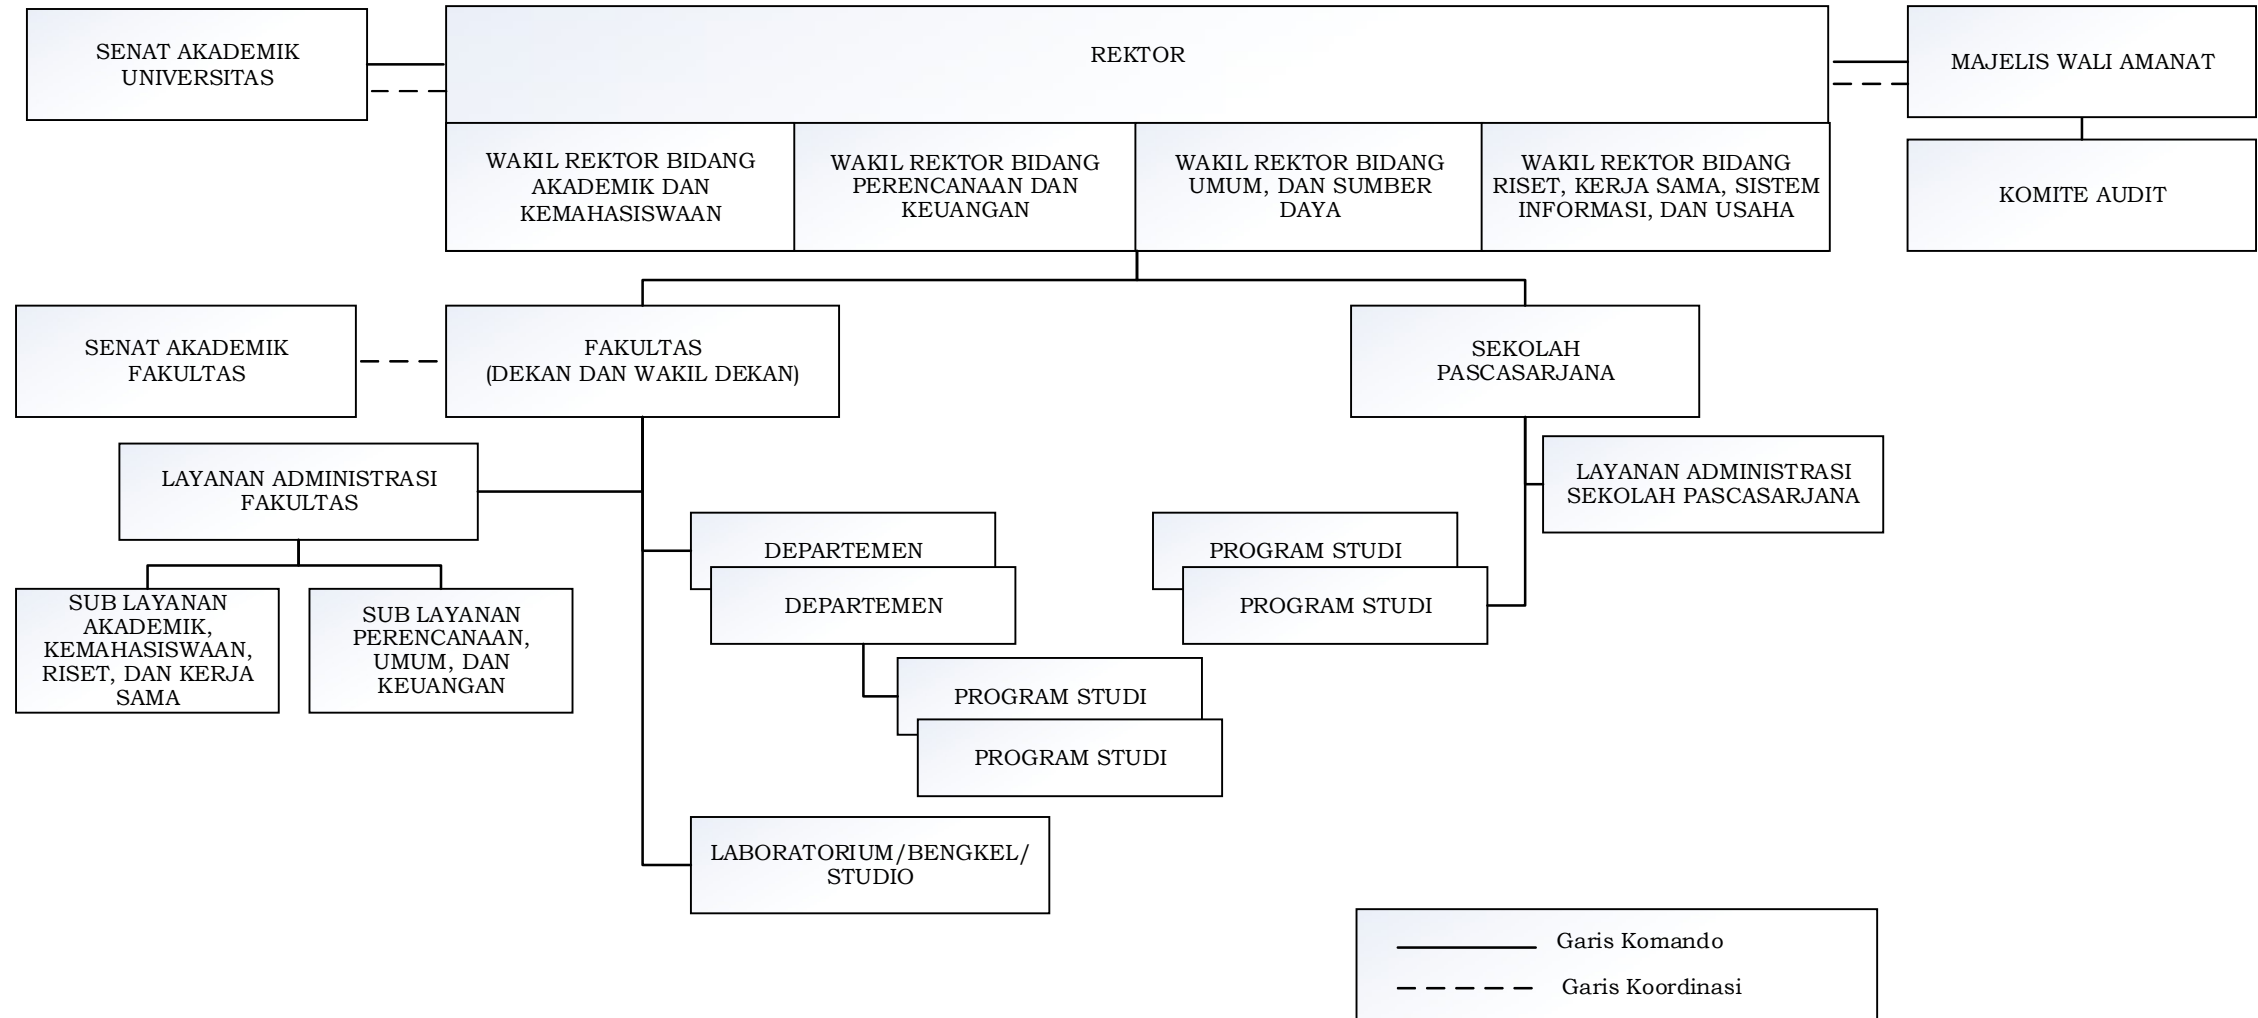 SENAT AKADEMIK
UNIVERSITAS
REKTOR
MAJELIS WALI AMANAT
WAKIL REKTOR BIDANG
AKADEMIK DAN
KEMAHASISWAAN
WAKIL REKTOR BIDANG
PERENCANAAN DAN
KEUANGAN
WAKIL REKTOR BIDANG
UMUM, DAN SUMBER
DAYA
WAKIL REKTOR BIDANG
RISET, KERJA SAMA, SISTEM
INFORMASI, DAN USAHA
KOMITE AUDIT
SENAT AKADEMIK
FAKULTAS
FAKULTAS
(DEKAN DAN WAKIL DEKAN)
SEKOLAH
PASCASARJANA
LAYANAN ADMINISTRASI
FAKULTAS
LAYANAN ADMINISTRASI
SEKOLAH PASCASARJANA
DEPARTEMEN
DEPARTEMEN
PROGRAM STUDI
PROGRAM STUDI
SUB LAYANAN
AKADEMIK,
KEMAHASISWAAN,
RISET, DAN KERJA
SAMA
SUB LAYANAN
PERENCANAAN,
UMUM, DAN
KEUANGAN
PROGRAM STUDI
PROGRAM STUDI
LABORATORIUM/BENGKEL/
STUDIO
Garis Komando
Garis Koordinasi